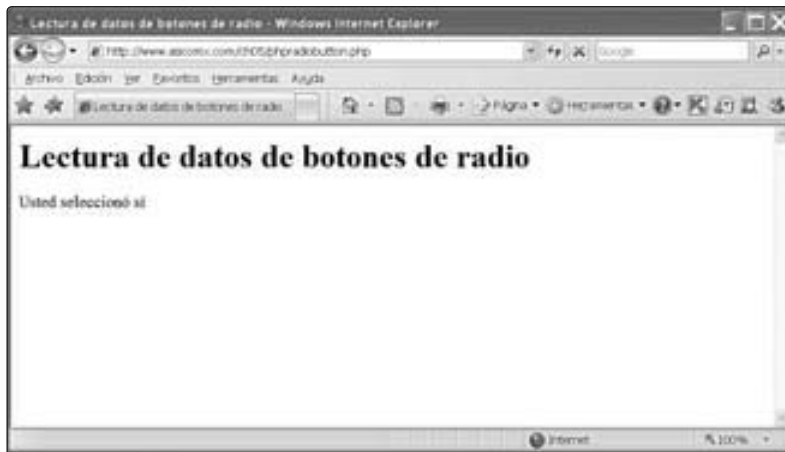 Lectura de datos de botones de radio - Windows Internet Explorer
Google
Archivo Edición Ver Favoritos Herramientas Ayuda
Lectura de datos de botones de radio
Página Herramientas
Lectura de datos de botones de radio
Usted seleccionó sí
Internet 100%